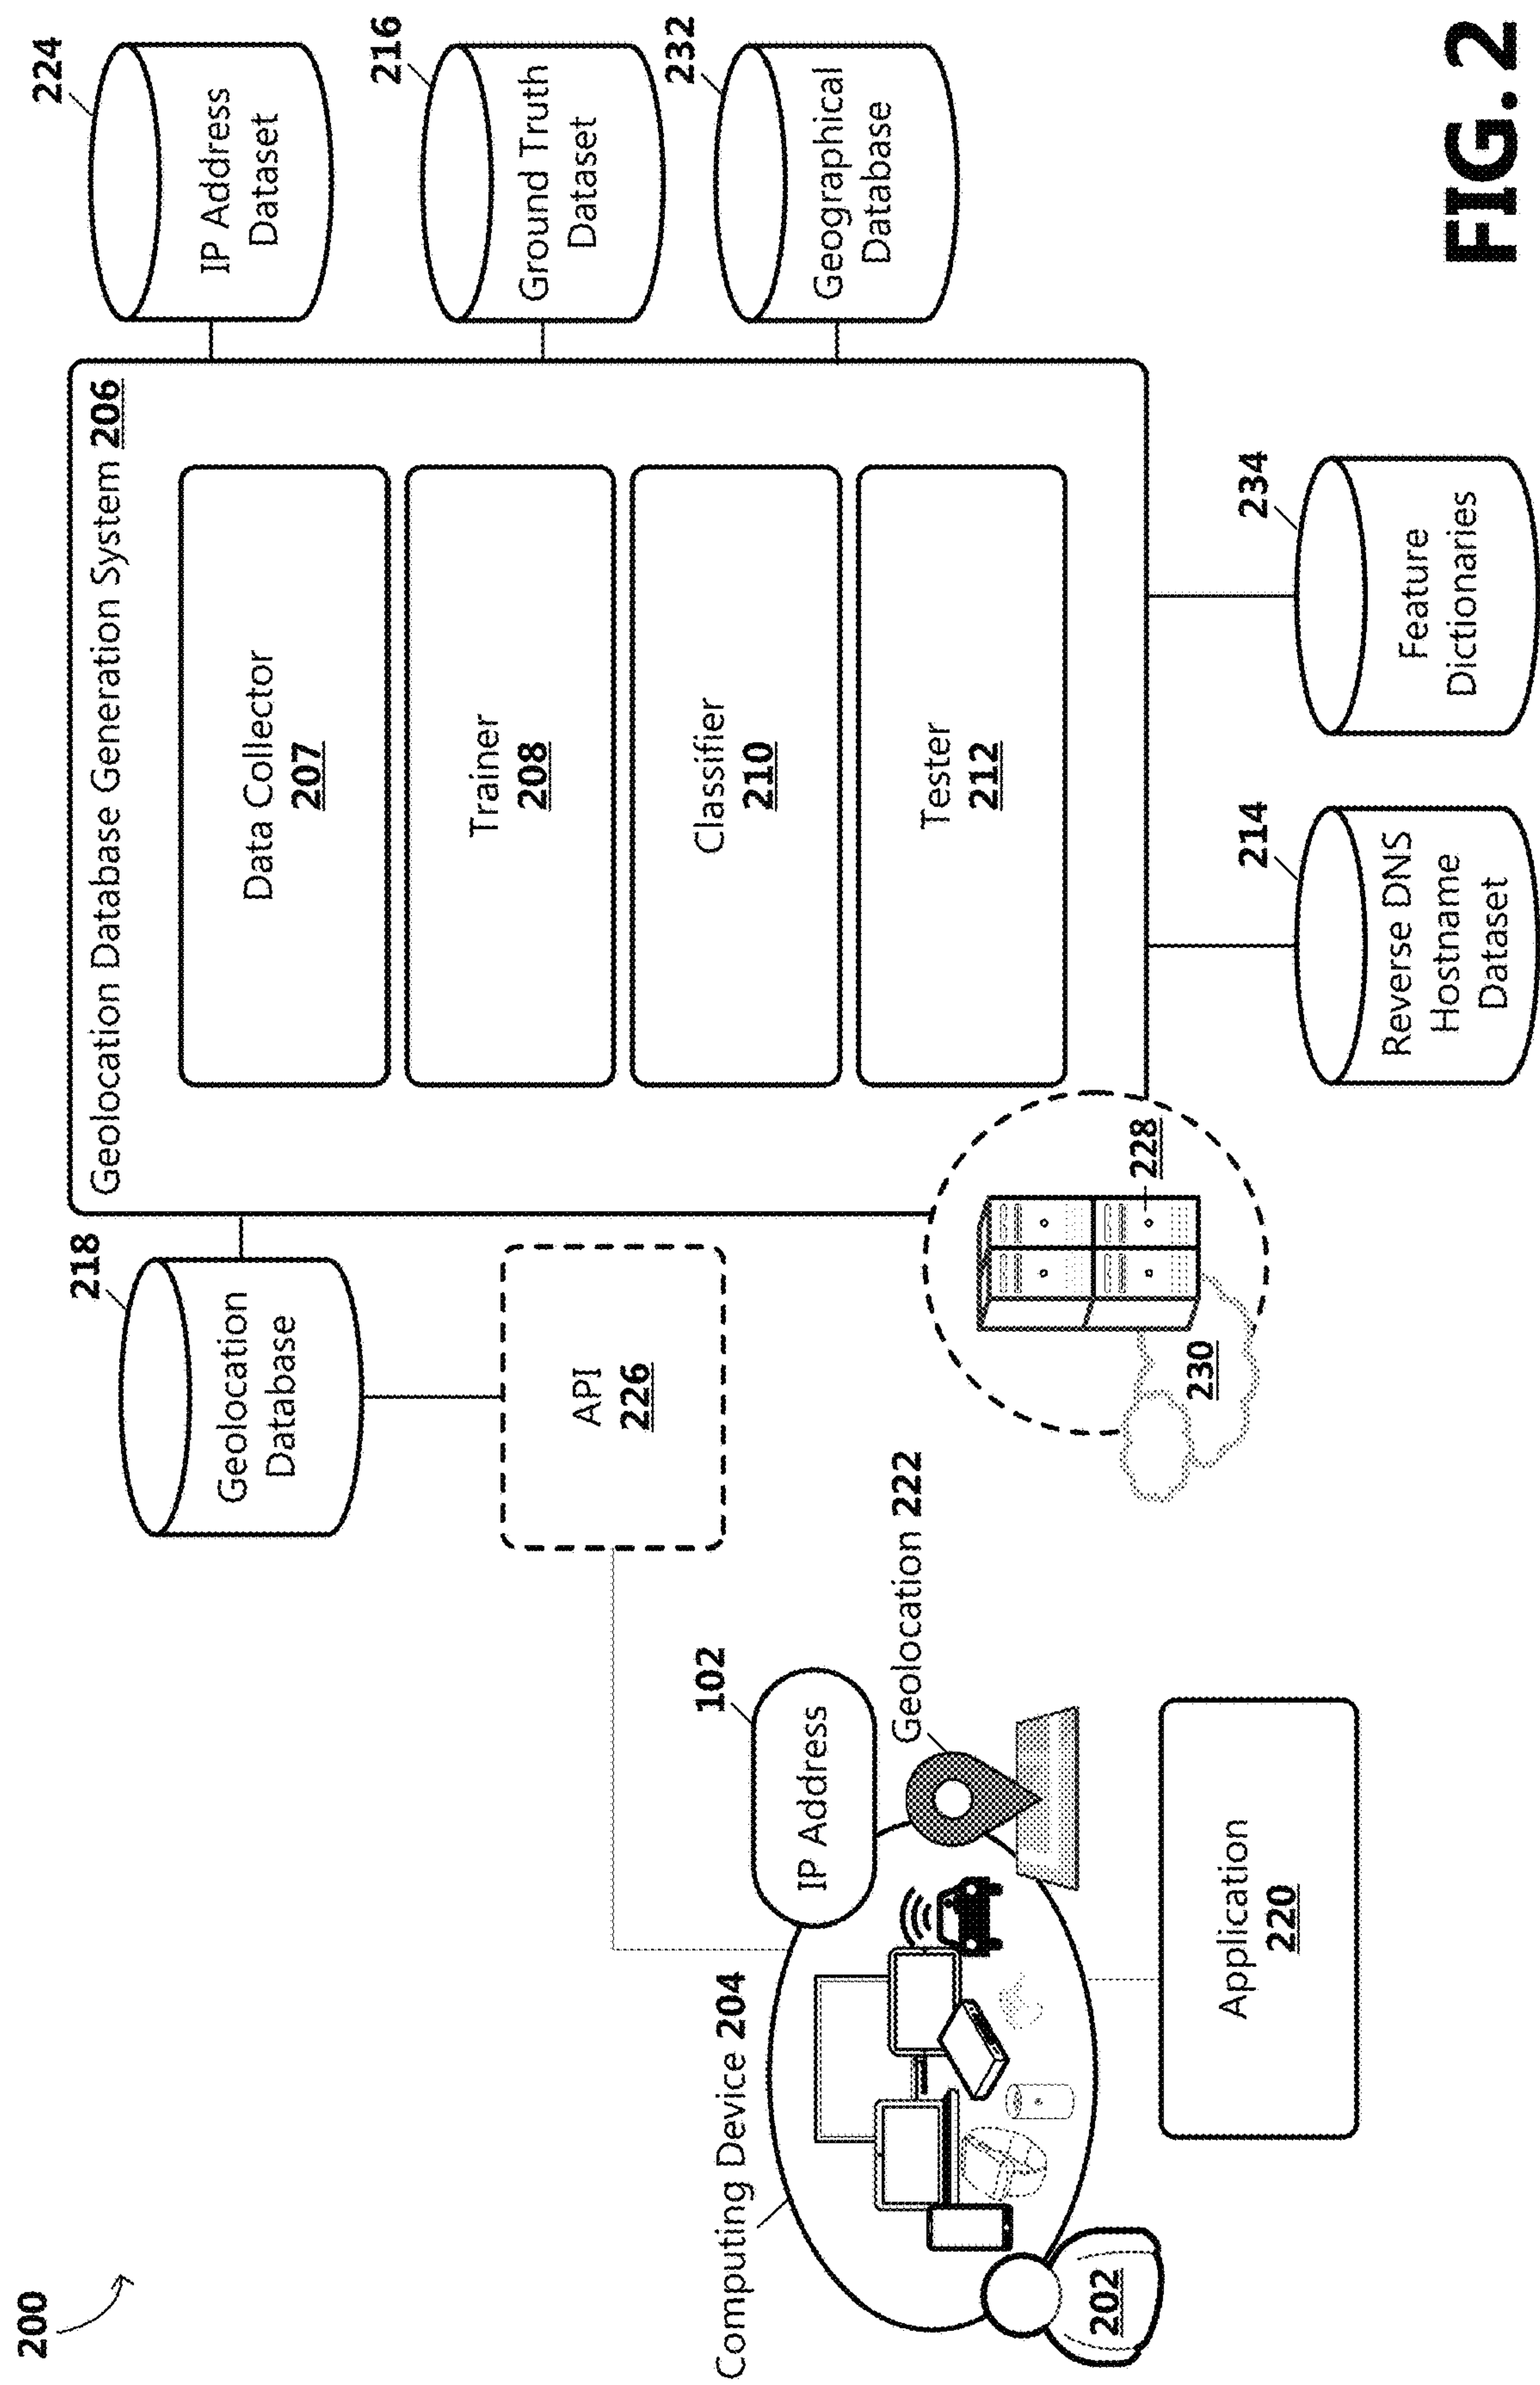 200
218
Geolocation
Database
Geolocation Database Generation System 206
224
IP Address
Dataset
API
226
Data Collector
207
Trainer
208
Classifier
210
Tester
212
216
Ground Truth
Dataset
232
Geographical
Database
Computing Device 204
102
IP Address
Geolocation 222
202
228
230
Application
220
214
Reverse DNS
Hostname
Dataset
234
Feature
Dictionaries
FIG. 2